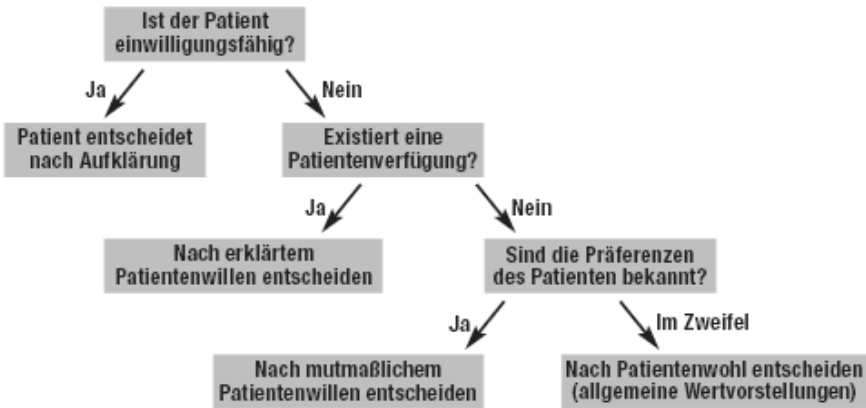 Ist der Patient
einwilligungsfähig?
Ja
Nein
Patient entscheidet
nach Aufklärung
Existiert eine
Patientenverfügung?
Ja
Nein
Nach erklärtem
Patientenwillen entscheiden
Sind die Präferenzen
des Patienten bekannt?
Ja
Im Zweifel
Nach mutmaßlichem
Patientenwillen entscheiden
Nach Patientenwohl entscheiden
(allgemeine Wertvorstellungen)